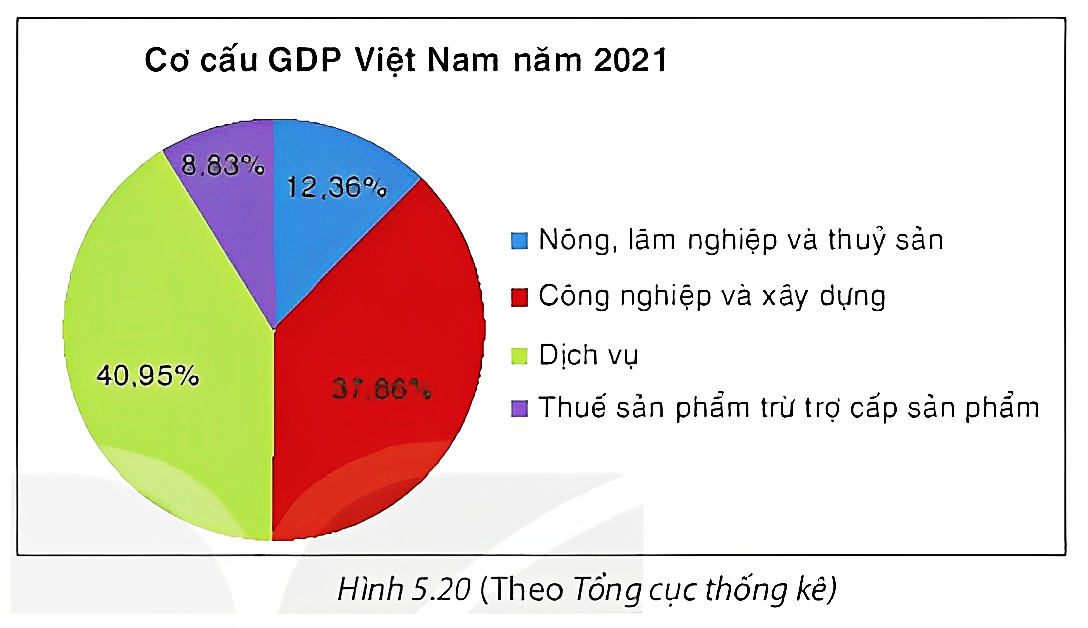 Cơ cấu GDP Việt Nam năm 2021
8,83%
12,36%
40,95%
37,86%
Nông, lâm nghiệp và thuỷ sản
Công nghiệp và xây dựng
Dịch vụ
Thuế sản phẩm trừ trợ cấp sản phẩm
Hình 5.20 (Theo Tổng cục thống kê)